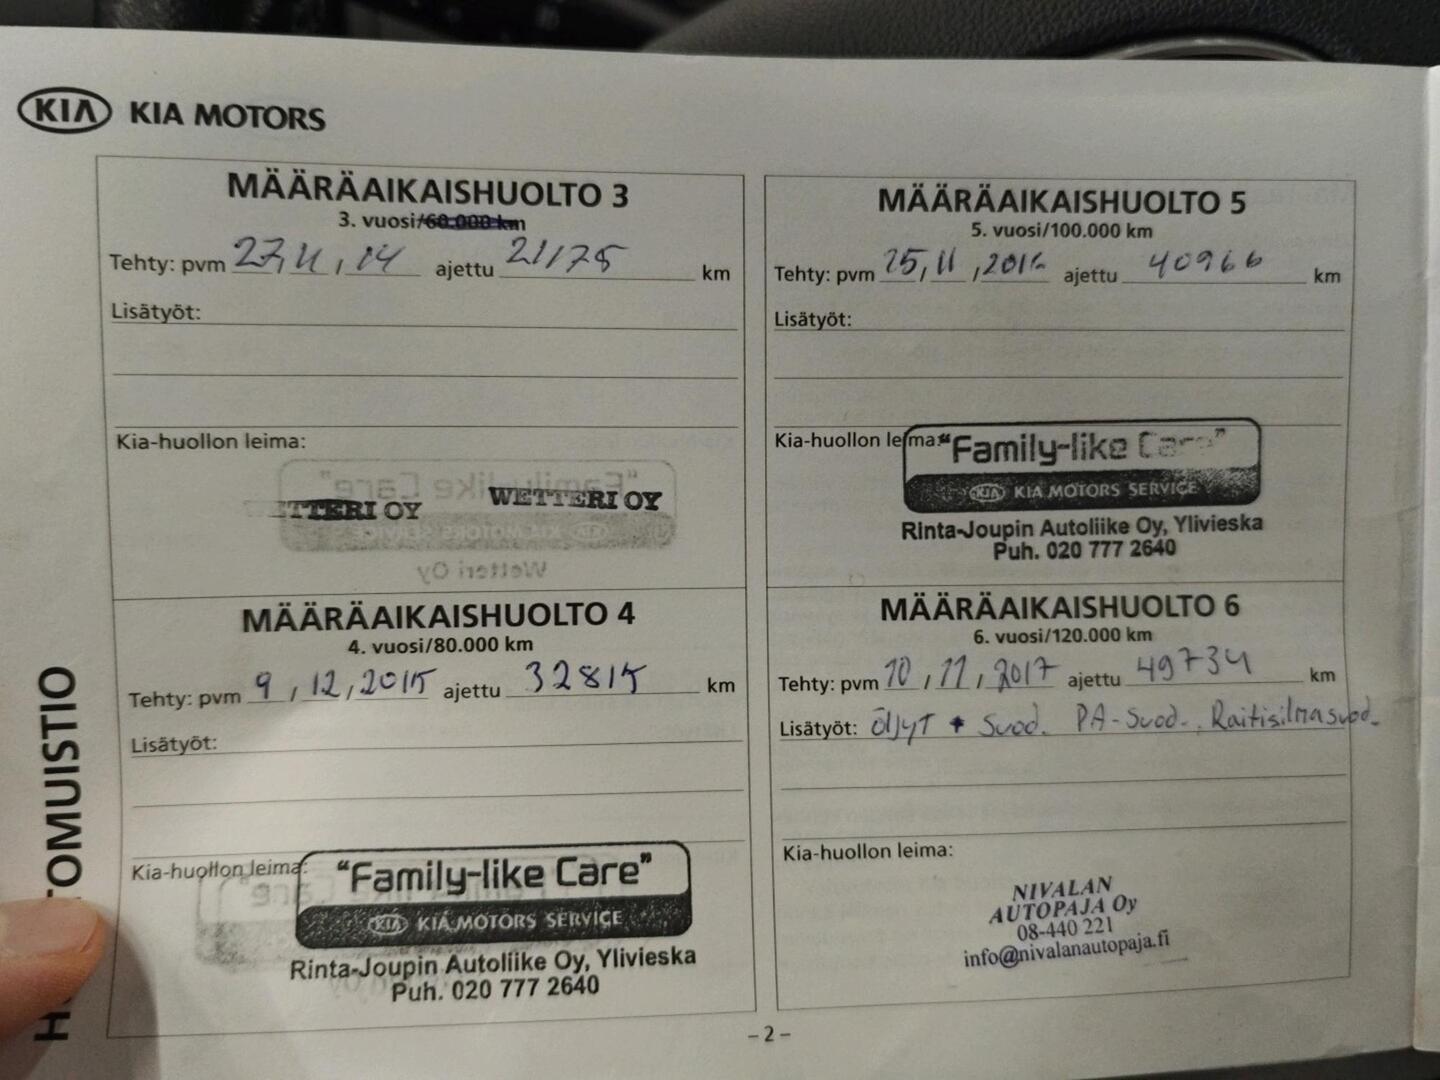 KIA KIA MOTORS
MÄÄRÄAIKAISHUOLTO 3
3. vuosi/60.000 km
Tehty: pvm 27, 11, 14 ajettu 21175 km
Lisätyöt:
Kia-huollon leima:
ETTERI OY WETTERI OY
MÄÄRÄAIKAISHUOLTO 4
4. vuosi/80.000 km
Tehty: pvm 9, 12, 2015 ajettu 32815 km
Lisätyöt:
Kia-huollon leima:
"Family-like Care"
KIA KIA MOTORS SERVICE
Rinta-Joupin Autoliike Oy, Ylivieska
Puh. 020 777 2640
MÄÄRÄAIKAISHUOLTO 5
5. vuosi/100.000 km
Tehty: pvm 25, 11, 2016 ajettu 40966 km
Lisätyöt:
Kia-huollon leima:
"Family-like Care"
KIA KIA MOTORS SERVICE
Rinta-Joupin Autoliike Oy, Ylivieska
Puh. 020 777 2640
MÄÄRÄAIKAISHUOLTO 6
6. vuosi/120.000 km
Tehty: pvm 10, 11, 2017 ajettu 49734 km
Lisätyöt: Öljyt + Suod. PA-Suod. Raitisilmasuod.
Kia-huollon leima:
NIVALAN
AUTOPAJA Oy
08-440 221
info@nivalanautopaja.fi
- 2 -